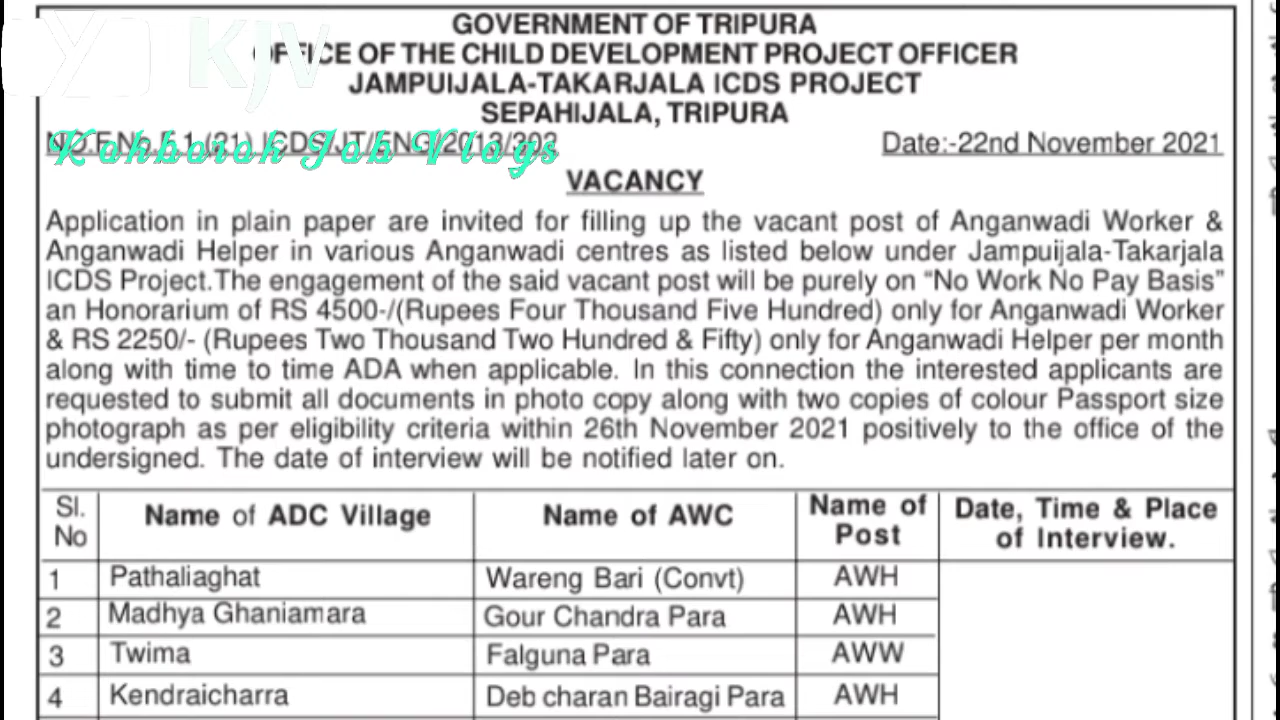 GOVERNMENT OF TRIPURA
OFFICE OF THE CHILD DEVELOPMENT PROJECT OFFICER
JAMPUIJALA-TAKARJALA ICDS PROJECT
SEPAHIJALA, TRIPURA
KJV
Kokborok Job Vlogs
Date:-22nd November 2021
VACANCY
Application in plain paper are invited for filling up the vacant post of Anganwadi Worker &
Anganwadi Helper in various Anganwadi centres as listed below under Jampuijala-Takarjala
ICDS Project.The engagement of the said vacant post will be purely on “No Work No Pay Basis”
an Honorarium of RS 4500-/(Rupees Four Thousand Five Hundred) only for Anganwadi Worker
& RS 2250/- (Rupees Two Thousand Two Hundred & Fifty) only for Anganwadi Helper per month
along with time to time ADA when applicable. In this connection the interested applicants are
requested to submit all documents in photo copy along with two copies of colour Passport size
photograph as per eligibility criteria within 26th November 2021 positively to the office of the
undersigned. The date of interview will be notified later on.
Sl. No Name of ADC Village Name of AWC Name of Post Date, Time & Place of Interview.
1 Pathaliaghat Wareng Bari (Convt) AWH
2 Madhya Ghaniamara Gour Chandra Para AWH
3 Twima Falguna Para AWW
4 Kendraicharra Deb charan Bairagi Para AWH